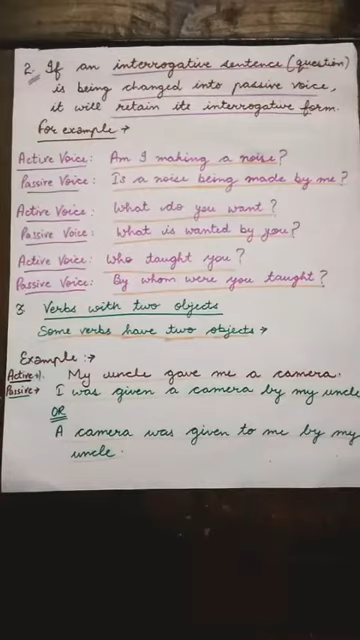 2. If an interrogative sentence (question)
is being changed into passive voice,
it will retain its interrogative form.
For example →
Active Voice: Am I making a noise?
Passive Voice: Is a noise being made by me?
Active Voice: What do you want?
Passive Voice: What is wanted by you?
Active Voice: Who taught you?
Passive Voice: By whom were you taught?
3. Verbs with two objects
Some verbs have two objects →
Example :→
Active →1. My uncle gave me a camera.
Passive → I was given a camera by my uncle
OR
A camera was given to me by my
uncle.